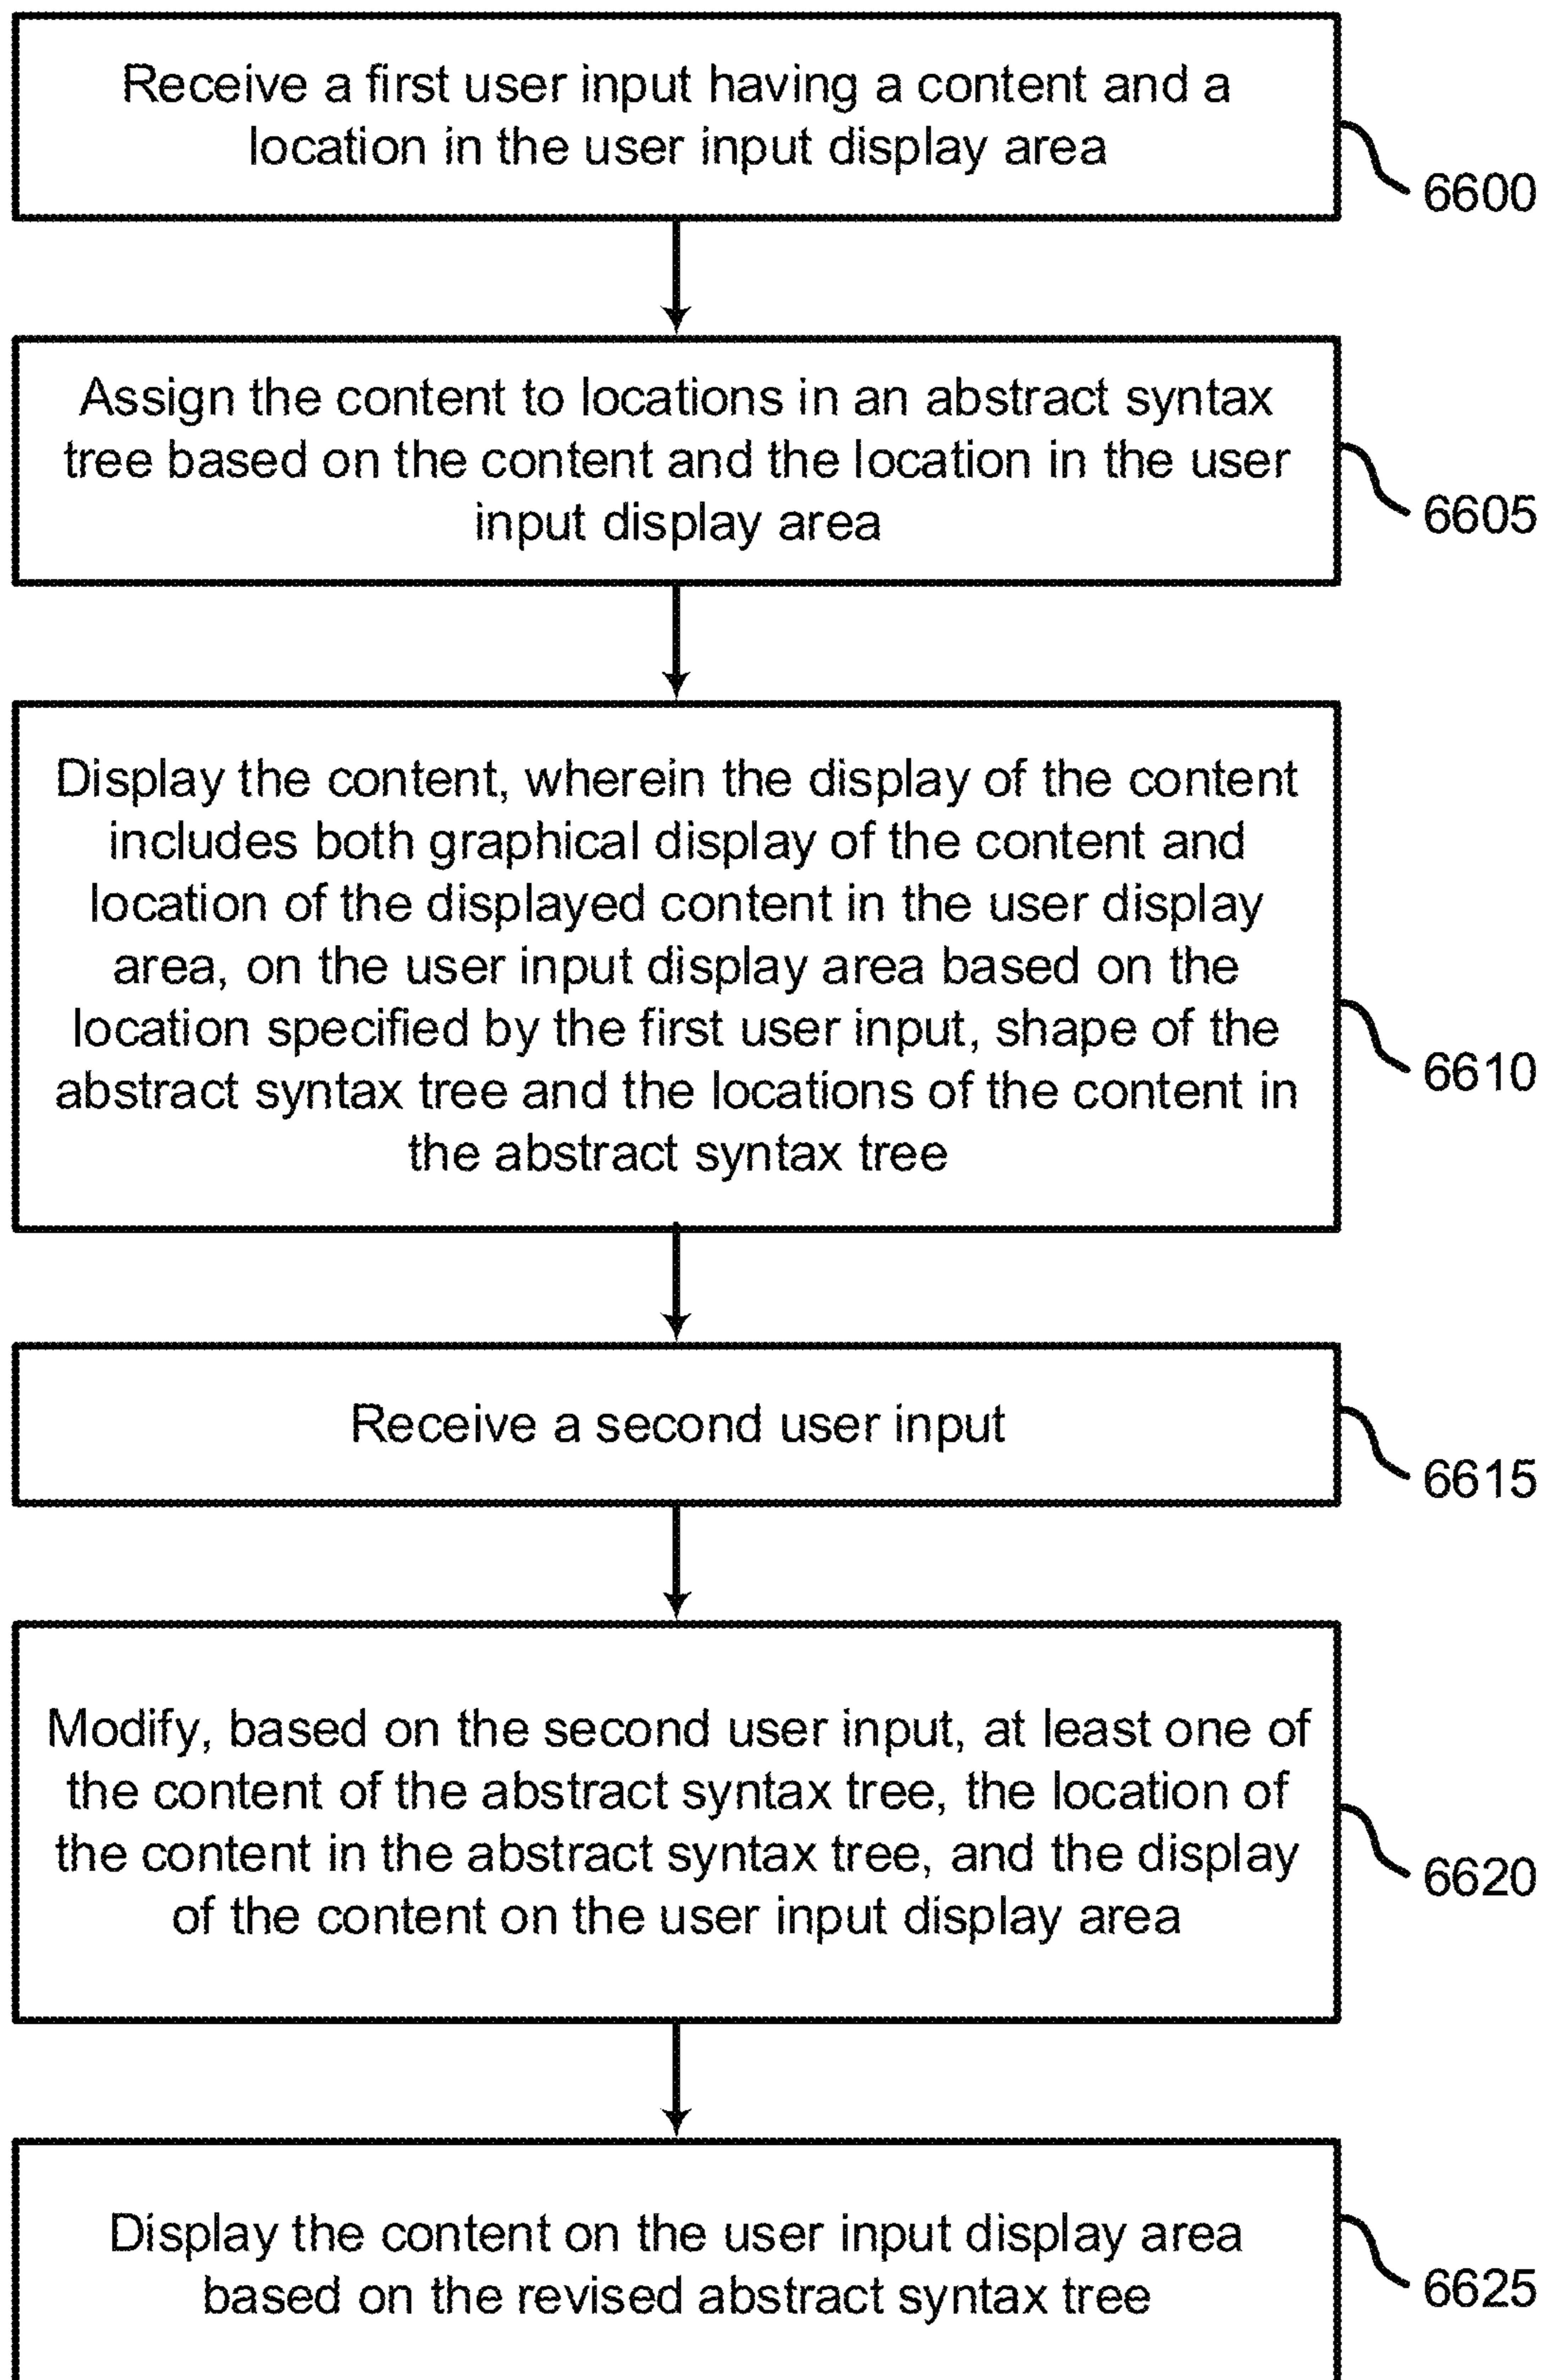 Receive a first user input having a content and a
location in the user input display area
6600
Assign the content to locations in an abstract syntax
tree based on the content and the location in the user
input display area
6605
Display the content, wherein the display of the content
includes both graphical display of the content and
location of the displayed content in the user display
area, on the user input display area based on the
location specified by the first user input, shape of the
abstract syntax tree and the locations of the content in
the abstract syntax tree
6610
Receive a second user input
6615
Modify, based on the second user input, at least one of
the content of the abstract syntax tree, the location of
the content in the abstract syntax tree, and the display
of the content on the user input display area
6620
Display the content on the user input display area
based on the revised abstract syntax tree
6625